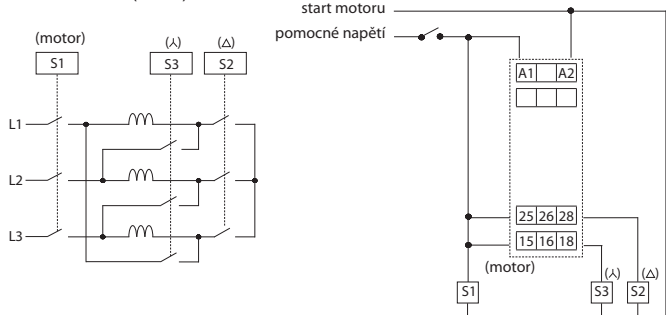 start motoru
pomocné napětí
(motor)
(⅄)
(△)
S1
S3
S2
L1
L2
L3
A1
A2
25 26 28
15 16 18
(motor)
(⅄)
(△)
S1
S3
S2